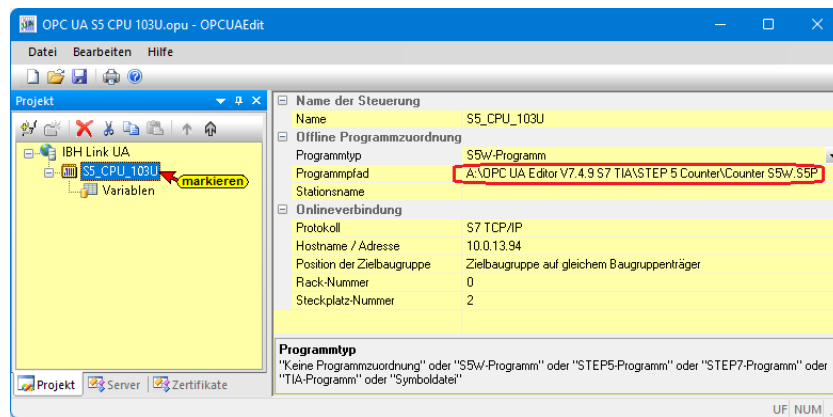 OPC UA S5 CPU 103U.opu - OPCUAEdit
Datei Bearbeiten Hilfe
Projekt
IBH Link UA
S5_CPU_103U
markieren
Variablen
Name der Steuerung
Name S5_CPU_103U
Offline Programmzuordnung
Programmtyp S5W-Programm
Programmpfad A:\OPC UA Editor V7.4.9 S7 TIA\STEP 5 Counter\Counter S5W.S5P
Stationsname
Onlineverbindung
Protokoll S7 TCP/IP
Hostname / Adresse 10.0.13.94
Position der Zielbaugruppe Zielbaugruppe auf gleichem Baugruppenträger
Rack-Nummer 0
Steckplatz-Nummer 2
Programmtyp
"Keine Programmzuordnung" oder "S5W-Programm" oder "STEP5-Programm" oder "STEP7-Programm" oder
"TIA-Programm" oder "Symboldatei"
Projekt Server Zertifikate
UF NUM